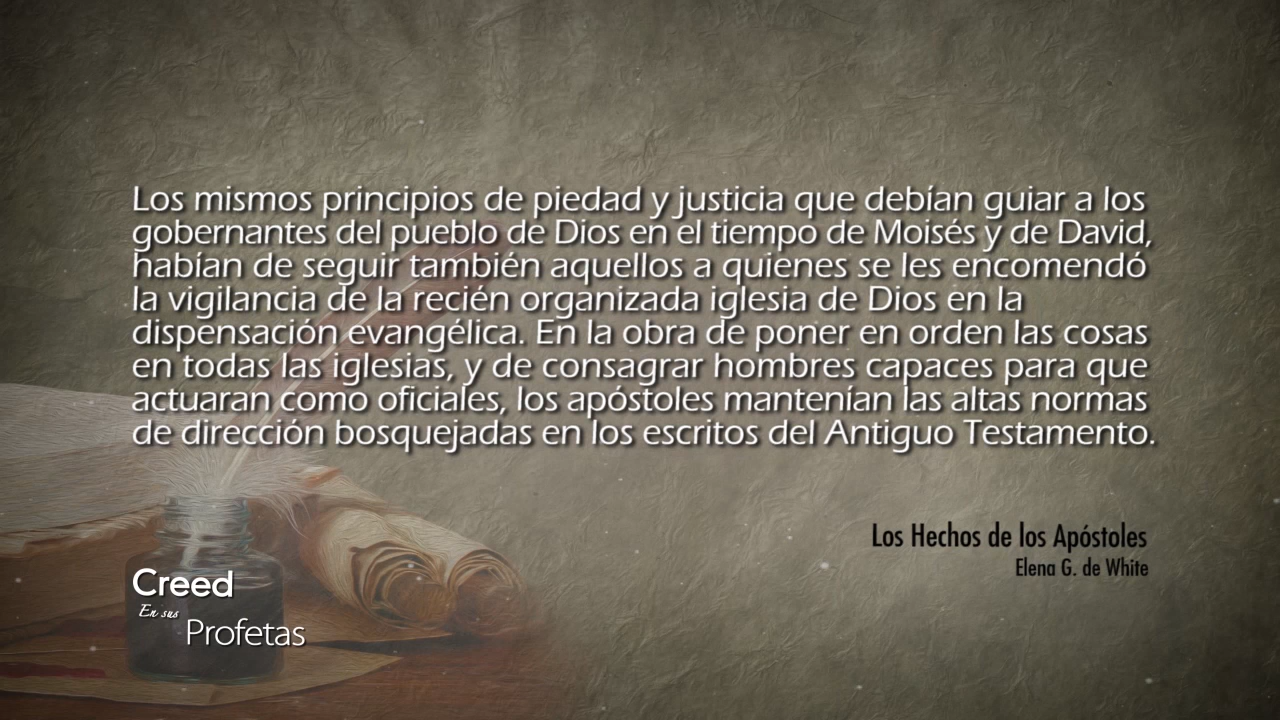 Los mismos principios de piedad y justicia que debían guiar a los
gobernantes del pueblo de Dios en el tiempo de Moisés y de David,
habían de seguir también aquellos a quienes se les encomendó
la vigilancia de la recién organizada iglesia de Dios en la
dispensación evangélica. En la obra de poner en orden las cosas
en todas las iglesias, y de consagrar hombres capaces para que
actuaran como oficiales, los apóstoles mantenían las altas normas
de dirección bosquejadas en los escritos del Antiguo Testamento.
Los Hechos de los Apóstoles
Elena G. de White
Creed
En sus
Profetas